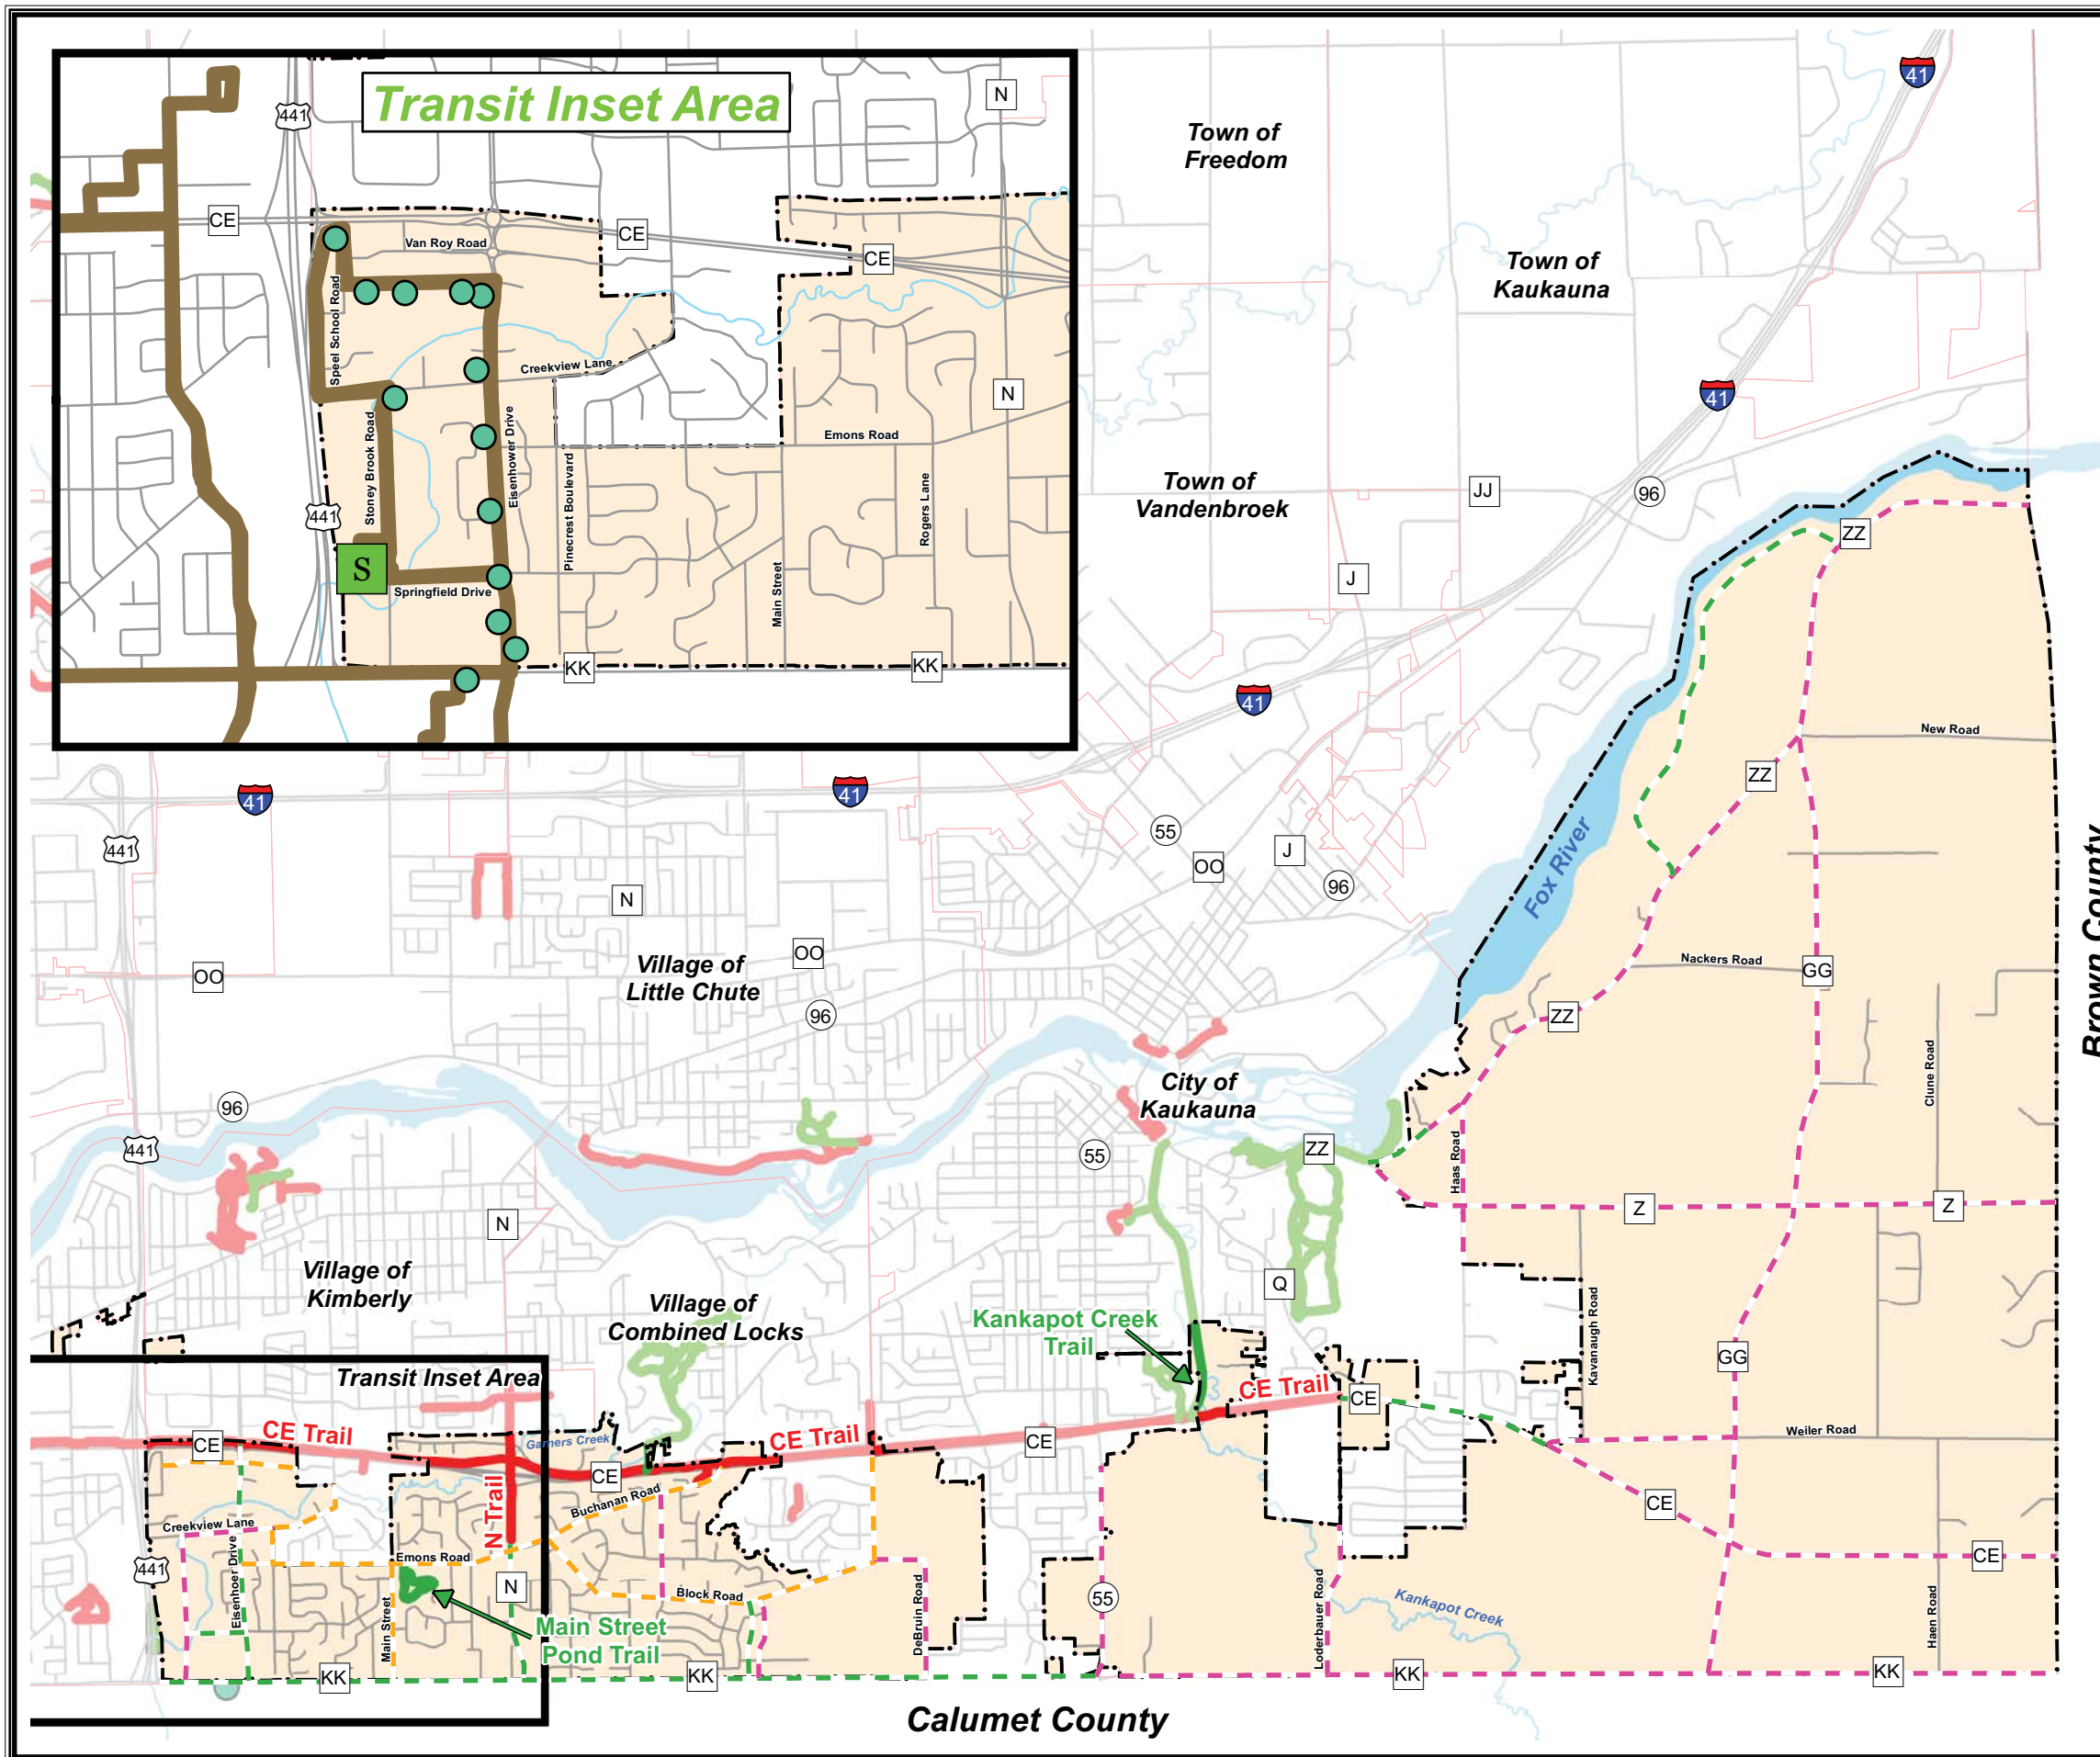 Transit Inset Area
N
441
CE
CE
CE
Van Roy Road
Speel School Road
Creekview Lane
N
Stoney Brook Road
Eisenhower Drive
Emons Road
Pinecrest Boulevard
Rogers Lane
441
S
Springfield Drive
Main Street
KK
KK
41
Town of
Freedom
Town of
Kaukauna
41
Town of
Vandenbroek
JJ
96
ZZ
J
41
New Road
ZZ
41
41
441
55
OO
J
96
N
Fox River
Brown County
OO
OO
Village of
Little Chute
96
Nackers Road
GG
ZZ
Clune Road
City of
Kaukauna
96
441
55
ZZ
Haas Road
Z
Z
N
Village of
Kimberly
Q
Village of
Combined Locks
Kankapot Creek
Trail
Kavanaugh Road
GG
Transit Inset Area
CE Trail
CE
CE Trail
CE
Garners Creek
CE Trail
CE
Weiler Road
CE
N Trail
Buchanan Road
CE
Creekview Lane
Eisenhoer Drive
Emons Road
441
N
Block Road
Main Street
Main Street
Pond Trail
DeBruin Road
55
Loderbauer Road
Kankapot Creek
CE
Haen Road
KK
KK
KK
KK
Calumet County